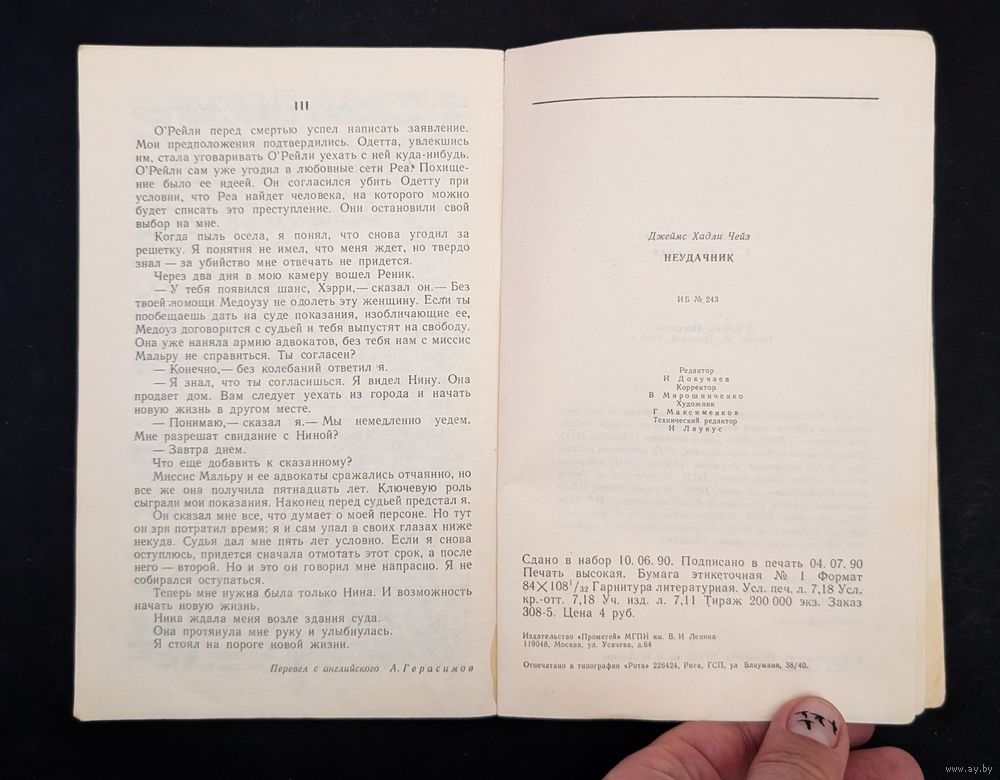 III
О'Рейли перед смертью успел написать заявление.
Мои предположения подтвердились. Одетта, увлекшись
им, стала уговаривать О'Рейли уехать с ней куда-нибудь.
О'Рейли сам уже угодил в любовные сети Реа. Похище-
ние было ее идеей. Он согласился убить Одетту при
условии, что Реа найдет человека, на которого можно
будет списать это преступление. Они остановили свой
выбор на мне.
Когда пыль осела, я понял, что снова угодил за
решетку. Я понятия не имел, что меня ждет, но твердо
знал — за убийство мне отвечать не придется.
Через два дня в мою камеру вошел Реник.
— У тебя появился шанс, Хэрри,— сказал он.— Без
твоей помощи Медоузу не одолеть эту женщину. Если ты
пообещаешь дать на суде показания, изобличающие ее,
Медоуз договорится с судьей и тебя выпустят на свободу.
Она уже наняла армию адвокатов, без тебя нам с миссис
Мальру не справиться. Ты согласен?
— Конечно,— без колебаний ответил я.
— Я знал, что ты согласишься. Я видел Нину. Она
продает дом. Вам следует уехать из города и начать
новую жизнь в другом месте.
— Понимаю,— сказал я.— Мы немедленно уедем.
Мне разрешат свидание с Ниной?
— Завтра днем.
Что еще добавить к сказанному?
Миссис Мальру и ее адвокаты сражались отчаянно, но
все же она получила пятнадцать лет. Ключевую роль
сыграли мои показания. Наконец перед судьей предстал я.
Он сказал мне все, что думает о моей персоне. Но тут
он зря потратил время: я и сам упал в своих глазах ниже
некуда. Судья дал мне пять лет условно. Если я снова
оступлюсь, придется сначала отмотать этот срок, а после
него — второй. Но и это он говорил мне напрасно. Я не
собирался оступаться.
Теперь мне нужна была только Нина. И возможность
начать новую жизнь.
Нина ждала меня возле здания суда.
Она протянула мне руку и улыбнулась.
Я стоял на пороге новой жизни.
Перевел с английского А. Герасимов
Джеймс Хадли Чейз
НЕУДАЧНИК
ИБ № 243
Редактор
И Докучаев
Корректор
В Мирошниченко
Художник
Г Максименков
Технический редактор
Н Лаукус
Сдано в набор 10.06.90. Подписано в печать 04.07.90
Печать высокая. Бумага этикеточная № 1 Формат
84×108¹/₃₂ Гарнитура литературная. Усл. печ. л. 7,18 Усл.
кр.-отт. 7,18 Уч. изд. л. 7,11 Тираж 200 000 экз. Заказ
308-5. Цена 4 руб.
Издательство «Прометей» МГПИ им. В. И Ленина
119048, Москва, ул. Усачева, д.64
Отпечатано в типографии «Рота» 226424, Рига, ГСП, ул Блаумана, 38/40.
www.ay.by